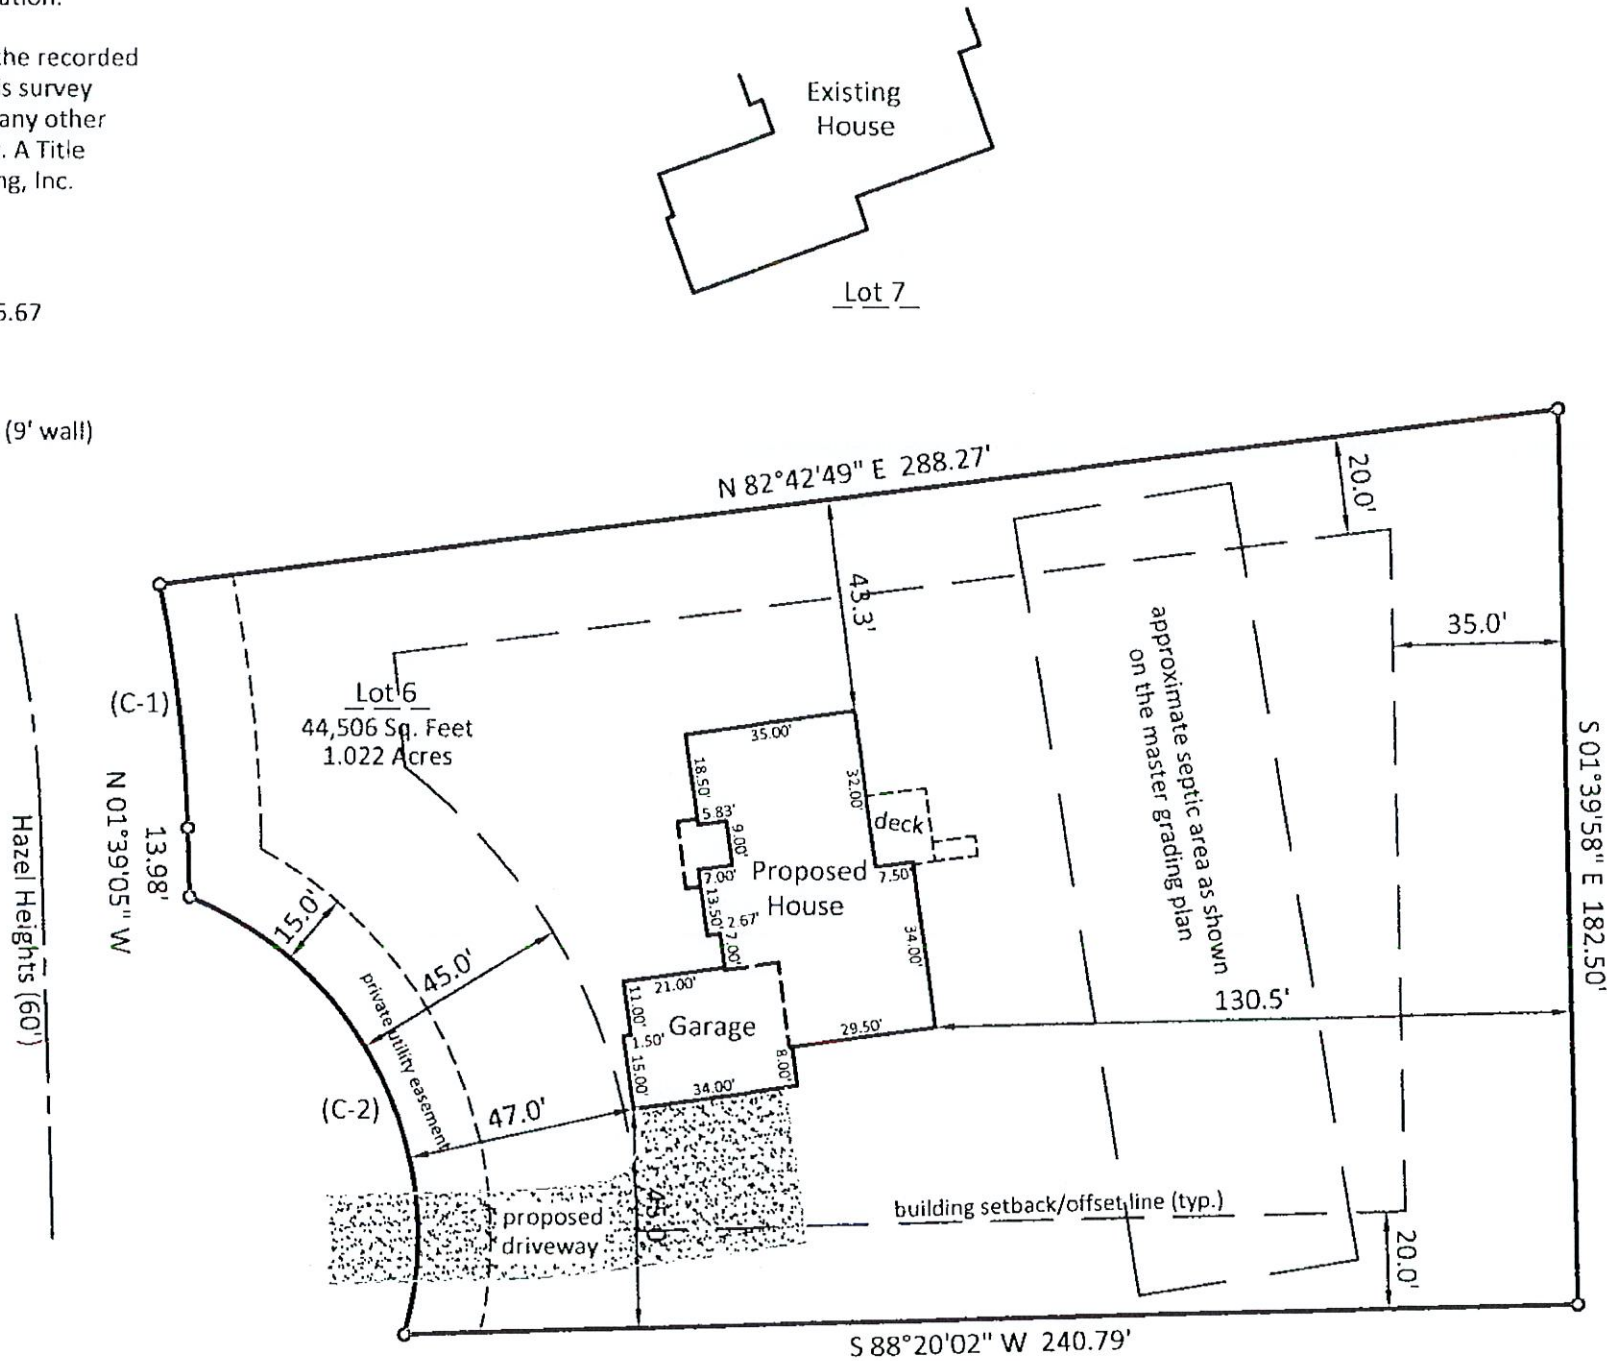 the recorded
s survey
any other
. A Title
ng, Inc.
5.67
(9' wall)
Existing
House
Lot 7
N 82°42'49" E 288.27'
20.0'
43.3'
35.0'
(C-1)
Lot 6
44,506 Sq. Feet
1.022 Acres
N 01°39'05" W
13.98'
Hazel Heights (60')
35.00'
18.50'
32.00'
5.83'
9.00'
deck
7.00'
Proposed
House
7.50'
13.50'
2.67'
7.00'
34.00'
approximate septic area as shown
on the master grading plan
S 01°39'58" E 182.50'
15.0'
45.0'
private utility easement
21.00'
11.00'
Garage
1.50'
15.00'
29.50'
8.00'
34.00'
130.5'
(C-2)
47.0'
proposed
driveway
45.0'
building setback/offset line (typ.)
20.0'
S 88°20'02" W 240.79'